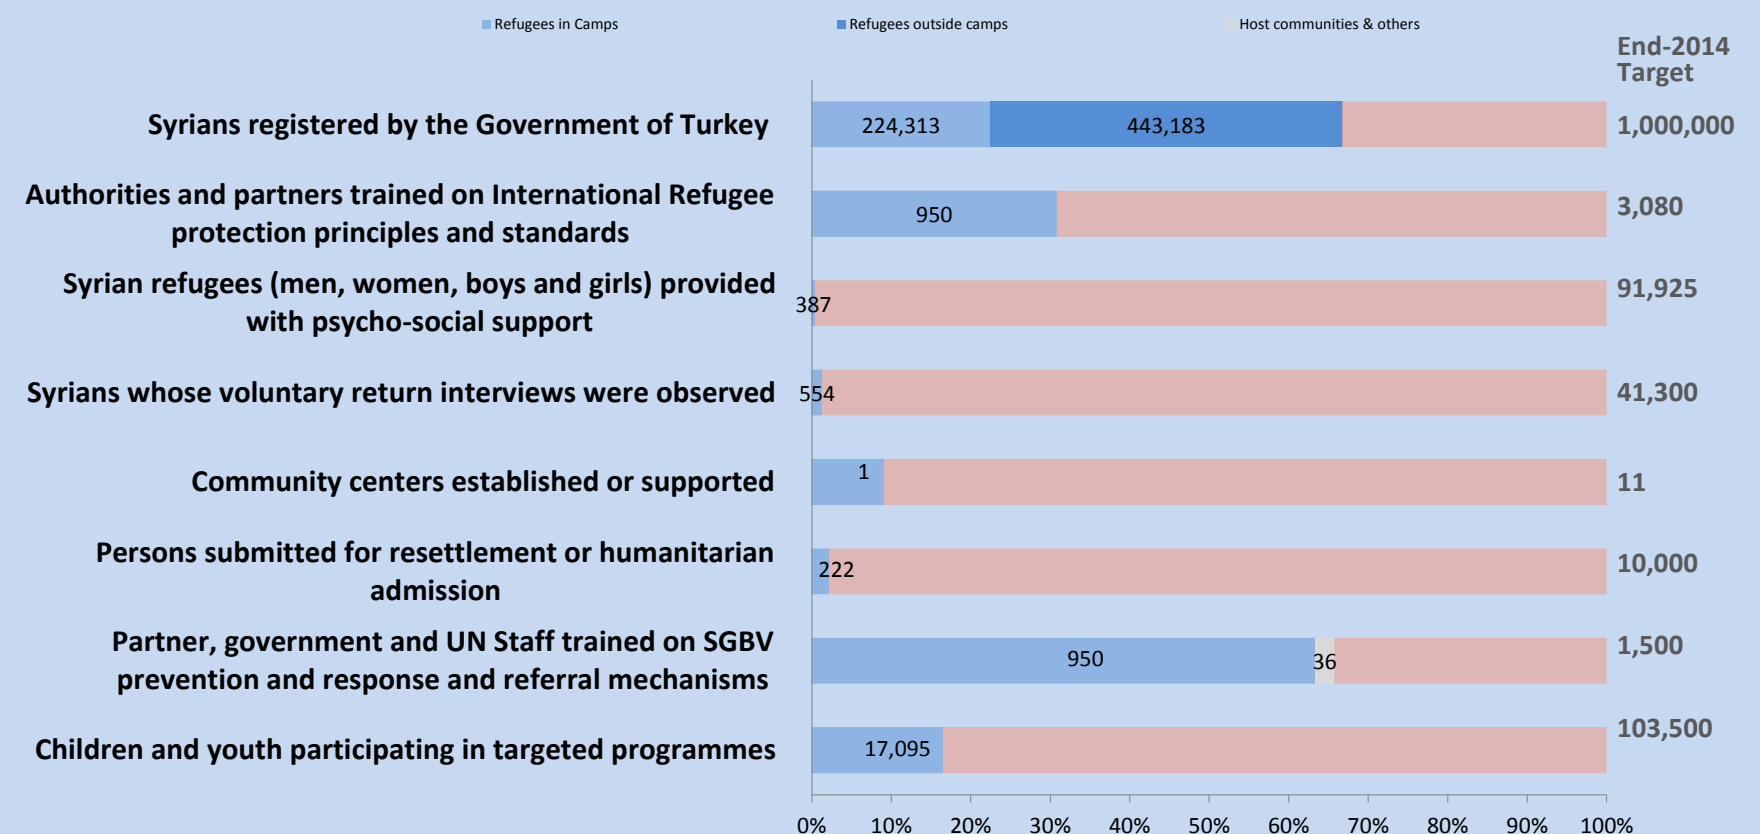 Refugees in Camps
Refugees outside camps
Host communities & others
End-2014
Target
Syrians registered by the Government of Turkey
224,313
443,183
1,000,000
Authorities and partners trained on International Refugee
protection principles and standards
950
3,080
Syrian refugees (men, women, boys and girls) provided
with psycho-social support
387
91,925
Syrians whose voluntary return interviews were observed
554
41,300
Community centers established or supported
1
11
Persons submitted for resettlement or humanitarian
admission
222
10,000
Partner, government and UN Staff trained on SGBV
prevention and response and referral mechanisms
950
36
1,500
Children and youth participating in targeted programmes
17,095
103,500
0% 10% 20% 30% 40% 50% 60% 70% 80% 90% 100%